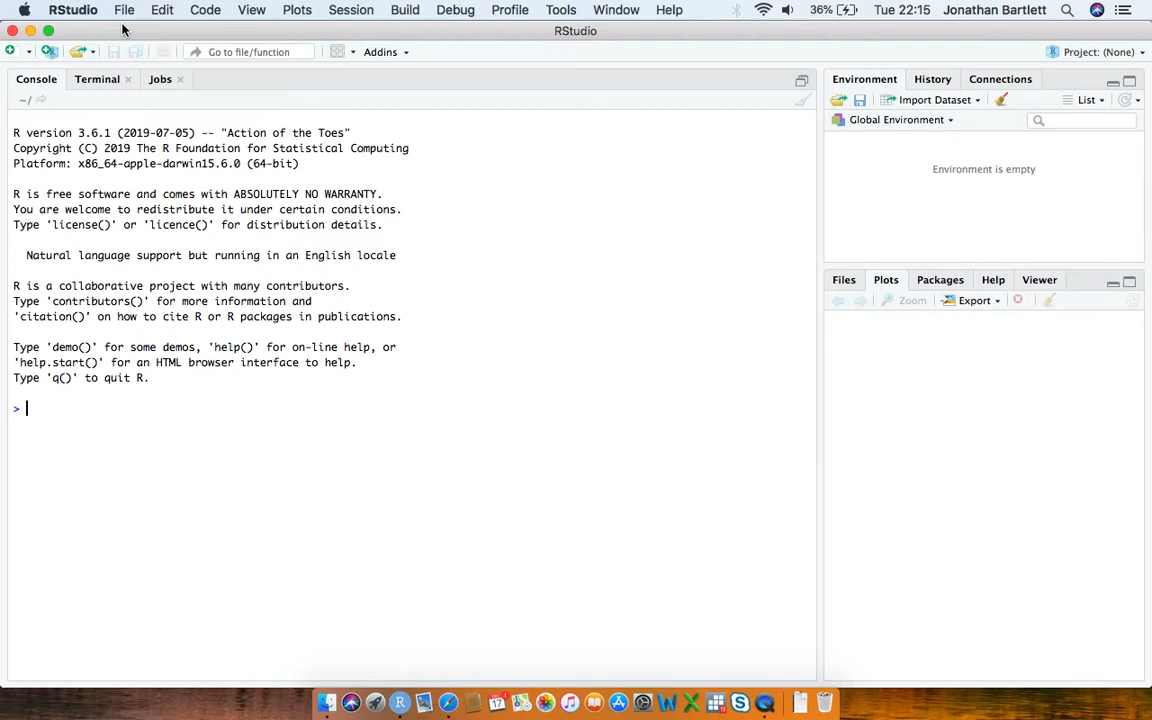 RStudio File Edit Code View Plots Session Build Debug Profile Tools Window Help 36% Tue 22:15 Jonathan Bartlett
RStudio
Go to file/function Addins Project: (None)
Console Terminal Jobs
~/
R version 3.6.1 (2019-07-05) -- "Action of the Toes"
Copyright (C) 2019 The R Foundation for Statistical Computing
Platform: x86_64-apple-darwin15.6.0 (64-bit)
R is free software and comes with ABSOLUTELY NO WARRANTY.
You are welcome to redistribute it under certain conditions.
Type 'license()' or 'licence()' for distribution details.
Natural language support but running in an English locale
R is a collaborative project with many contributors.
Type 'contributors()' for more information and
'citation()' on how to cite R or R packages in publications.
Type 'demo()' for some demos, 'help()' for on-line help, or
'help.start()' for an HTML browser interface to help.
Type 'q()' to quit R.
>
Environment History Connections
Import Dataset List
Global Environment
Environment is empty
Files Plots Packages Help Viewer
Zoom Export
17